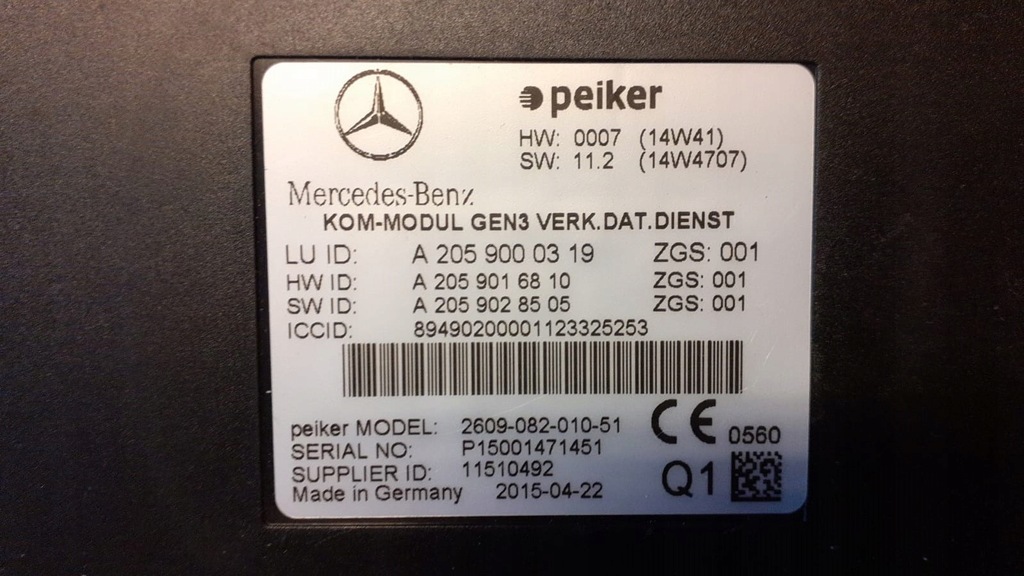 peiker
HW: 0007 (14W41)
SW: 11.2 (14W4707)
Mercedes-Benz
KOM-MODUL GEN3 VERK.DAT.DIENST
LU ID: A 205 900 03 19 ZGS: 001
HW ID: A 205 901 68 10 ZGS: 001
SW ID: A 205 902 85 05 ZGS: 001
ICCID: 89490200001123325253
peiker MODEL: 2609-082-010-51
SERIAL NO: P15001471451
SUPPLIER ID: 11510492
Made in Germany 2015-04-22
CE 0560
Q1